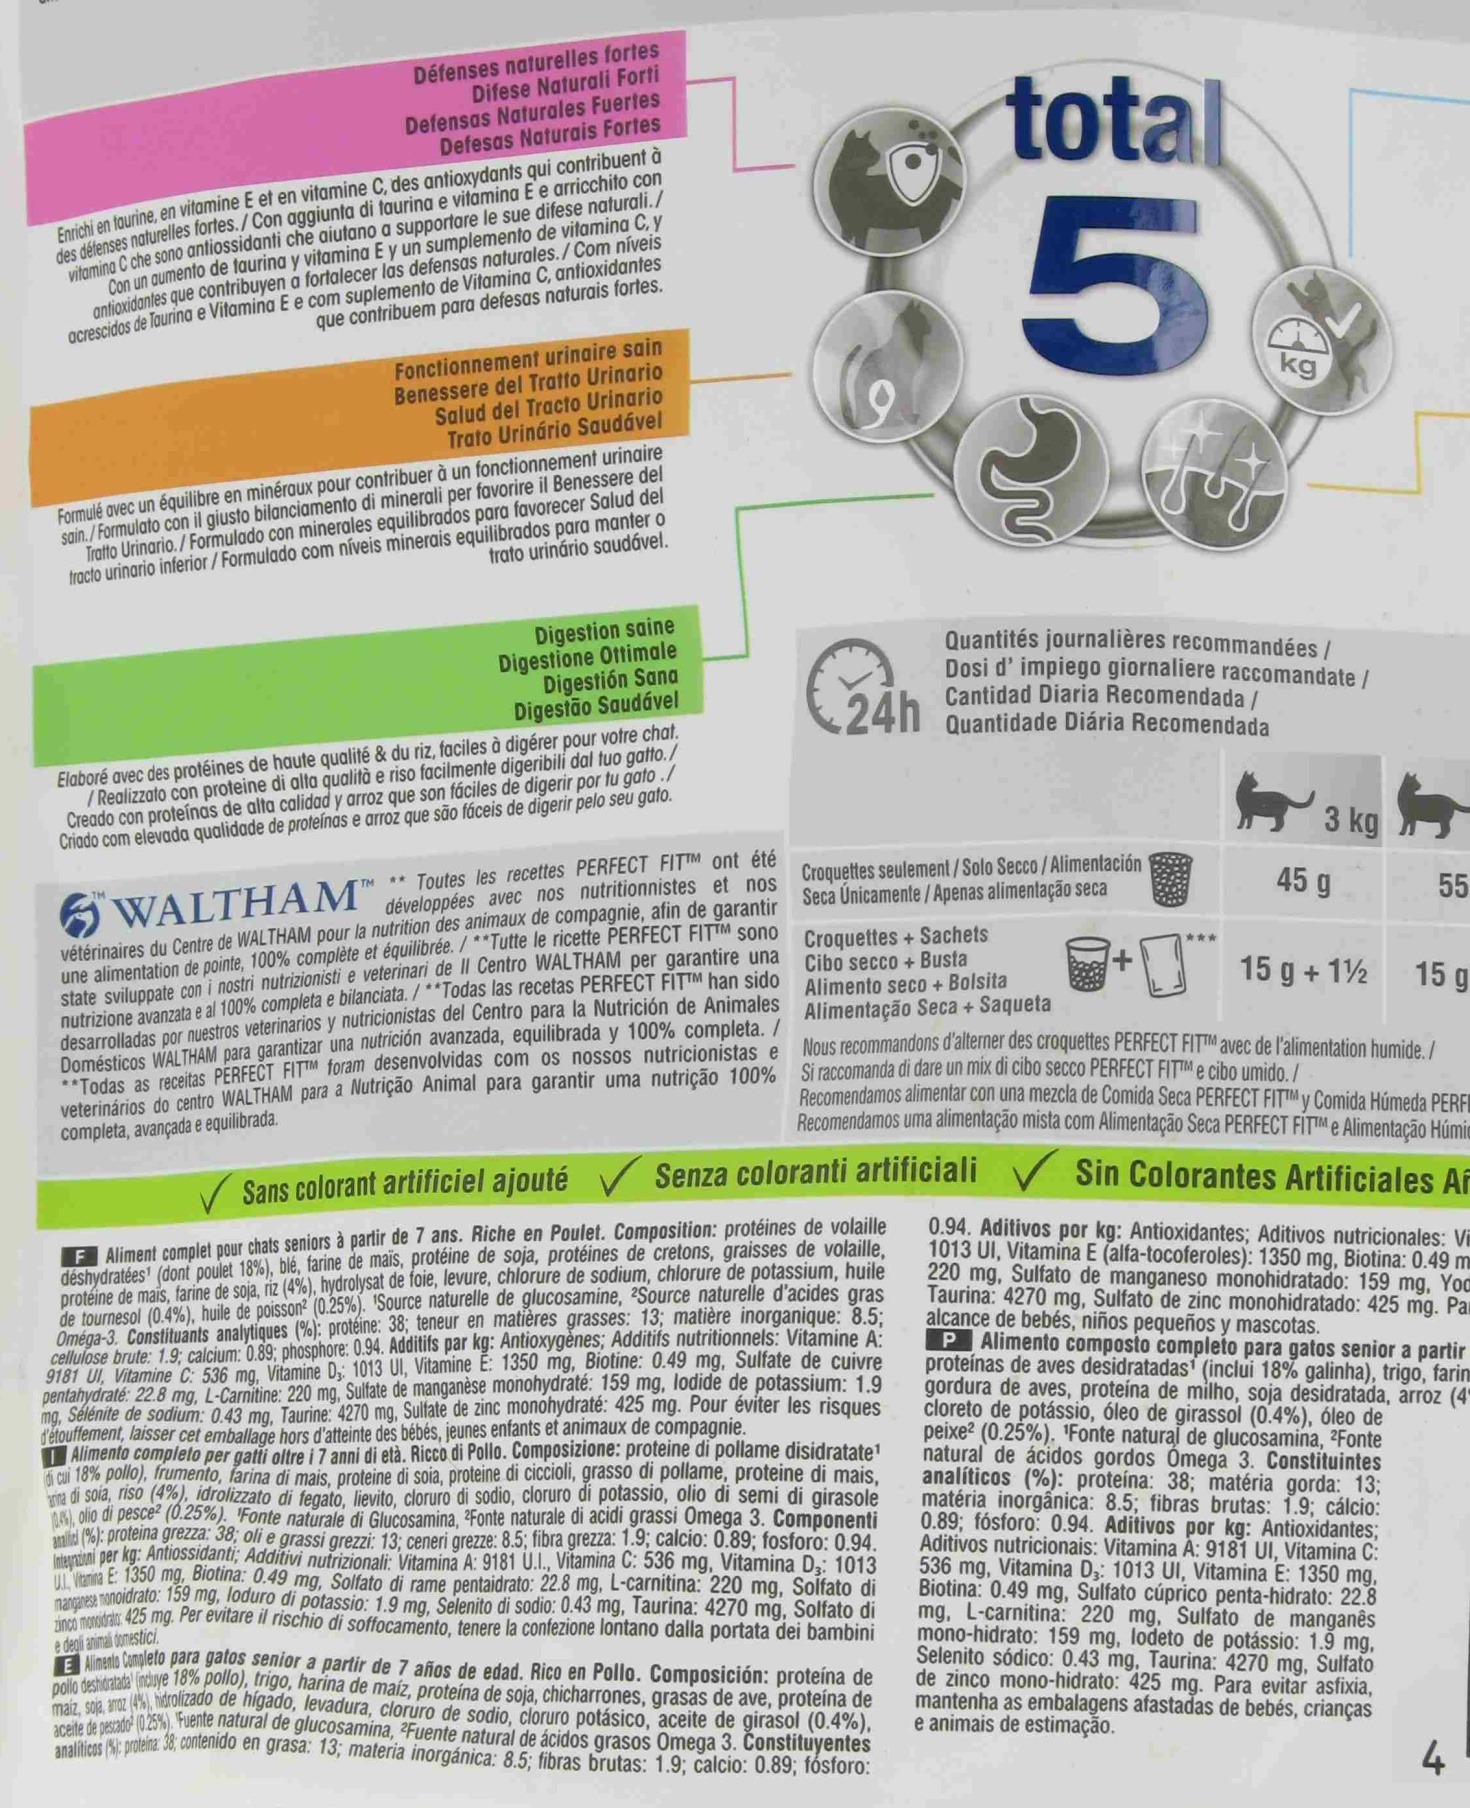 Défenses naturelles fortes
Difese Naturali Forti
Defensas Naturales Fuertes
Defesas Naturais Fortes
Enrichi en taurine, en vitamine E et en vitamine C, des antioxydants qui contribuent à
des défenses naturelles fortes. / Con aggiunta di taurina e vitamina E e arricchito con
vitamina C che sono antiossidanti che aiutano a supportare le sue difese naturali. /
Con un aumento de taurina y vitamina E y un sumplemento de vitamina C, y
antioxidantes que contribuyen a fortalecer las defensas naturales. / Com níveis
acrescidos de Taurina e Vitamina E e com suplemento de Vitamina C, antioxidantes
que contribuem para defesas naturais fortes.
Fonctionnement urinaire sain
Benessere del Tratto Urinario
Salud del Tracto Urinario
Trato Urinário Saudável
Formulé avec un équilibre en minéraux pour contribuer à un fonctionnement urinaire
sain. / Formulato con il giusto bilanciamento di minerali per favorire il Benessere del
Tratto Urinario. / Formulado con minerales equilibrados para favorecer Salud del
tracto urinario inferior / Formulado com níveis minerais equilibrados para manter o
trato urinário saudável.
Digestion saine
Digestione Ottimale
Digestión Sana
Digestão Saudável
Elaboré avec des protéines de haute qualité & du riz, faciles à digérer pour votre chat.
/ Realizzato con proteine di alta qualità e riso facilmente digeribili dal tuo gatto. /
Creado con proteínas de alta calidad y arroz que son fáciles de digerir por tu gato ./
Criado com elevada qualidade de proteínas e arroz que são fáceis de digerir pelo seu gato.
total
5
kg
24h
Quantités journalières recommandées /
Dosi d' impiego giornaliere raccomandate /
Cantidad Diaria Recomendada /
Quantidade Diária Recomendada
3 kg
Croquettes seulement / Solo Secco / Alimentación
Seca Únicamente / Apenas alimentação seca
45 g
55
Croquettes + Sachets
Cibo secco + Busta
Alimento seco + Bolsita
Alimentação Seca + Saqueta
+
***
15 g + 1½
15 g
Nous recommandons d'alterner des croquettes PERFECT FIT™ avec de l'alimentation humide. /
Si raccomanda di dare un mix di cibo secco PERFECT FIT™ e cibo umido. /
Recomendamos alimentar con una mezcla de Comida Seca PERFECT FIT™ y Comida Húmeda PERF
Recomendamos uma alimentação mista com Alimentação Seca PERFECT FIT™ e Alimentação Húmi
WALTHAM™ ** Toutes les recettes PERFECT FIT™ ont été
développées avec nos nutritionnistes et nos
vétérinaires du Centre de WALTHAM pour la nutrition des animaux de compagnie, afin de garantir
une alimentation de pointe, 100% complète et équilibrée. / **Tutte le ricette PERFECT FIT™ sono
state sviluppate con i nostri nutrizionisti e veterinari de Il Centro WALTHAM per garantire una
nutrizione avanzata e al 100% completa e bilanciata. / **Todas las recetas PERFECT FIT™ han sido
desarrolladas por nuestros veterinarios y nutricionistas del Centro para la Nutrición de Animales
Domésticos WALTHAM para garantizar una nutrición avanzada, equilibrada y 100% completa. /
**Todas as receitas PERFECT FIT™ foram desenvolvidas com os nossos nutricionistas e
veterinários do centro WALTHAM para a Nutrição Animal para garantir uma nutrição 100%
completa, avançada e equilibrada.
Sans colorant artificiel ajouté Senza coloranti artificiali Sin Colorantes Artificiales Añ
F Aliment complet pour chats seniors à partir de 7 ans. Riche en Poulet. Composition: protéines de volaille
déshydratées¹ (dont poulet 18%), blé, farine de maïs, protéine de soja, protéines de cretons, graisses de volaille,
protéine de maïs, farine de soja, riz (4%), hydrolysat de foie, levure, chlorure de sodium, chlorure de potassium, huile
de tournesol (0.4%), huile de poisson² (0.25%). ¹Source naturelle de glucosamine, ²Source naturelle d'acides gras
Oméga-3. Constituants analytiques (%): protéine: 38; teneur en matières grasses: 13; matière inorganique: 8.5;
cellulose brute: 1.9; calcium: 0.89; phosphore: 0.94. Additifs par kg: Antioxygènes; Additifs nutritionnels: Vitamine A:
9181 UI, Vitamine C: 536 mg, Vitamine D₃: 1013 UI, Vitamine E: 1350 mg, Biotine: 0.49 mg, Sulfate de cuivre
pentahydraté: 22.8 mg, L-Carnitine: 220 mg, Sulfate de manganèse monohydraté: 159 mg, Iodide de potassium: 1.9
mg, Sélénite de sodium: 0.43 mg, Taurine: 4270 mg, Sulfate de zinc monohydraté: 425 mg. Pour éviter les risques
d'étouffement, laisser cet emballage hors d'atteinte des bébés, jeunes enfants et animaux de compagnie.
I Alimento completo per gatti oltre i 7 anni di età. Ricco di Pollo. Composizione: proteine di pollame disidratate¹
di cui 18% pollo), frumento, farina di mais, proteine di soia, proteine di ciccioli, grasso di pollame, proteine di mais,
farina di soia, riso (4%), idrolizzato di fegato, lievito, cloruro di sodio, cloruro di potassio, olio di semi di girasole
(0.4%), olio di pesce² (0.25%). ¹Fonte naturale di Glucosamina, ²Fonte naturale di acidi grassi Omega 3. Componenti
analitici (%): proteina grezza: 38; oli e grassi grezzi: 13; ceneri grezze: 8.5; fibra grezza: 1.9; calcio: 0.89; fosforo: 0.94.
Integrazioni per kg: Antiossidanti; Additivi nutrizionali: Vitamina A: 9181 U.I., Vitamina C: 536 mg, Vitamina D₃: 1013
U.I., Vitamina E: 1350 mg, Biotina: 0.49 mg, Solfato di rame pentaidrato: 22.8 mg, L-carnitina: 220 mg, Solfato di
manganese monoidrato: 159 mg, Ioduro di potassio: 1.9 mg, Selenito di sodio: 0.43 mg, Taurina: 4270 mg, Solfato di
zinco monoidrato: 425 mg. Per evitare il rischio di soffocamento, tenere la confezione lontano dalla portata dei bambini
e degli animali domestici.
E Alimento Completo para gatos senior a partir de 7 años de edad. Rico en Pollo. Composición: proteína de
pollo deshidratada¹ (incluye 18% pollo), trigo, harina de maíz, proteína de soja, chicharrones, grasas de ave, proteína de
maíz, soja, arroz (4%), hidrolizado de hígado, levadura, cloruro de sodio, cloruro potásico, aceite de girasol (0.4%),
aceite de pescado² (0.25%). ¹Fuente natural de glucosamina, ²Fuente natural de ácidos grasos Omega 3. Constituyentes
analíticos (%): proteína: 38; contenido en grasa: 13; materia inorgánica: 8.5; fibras brutas: 1.9; calcio: 0.89; fósforo:
0.94. Aditivos por kg: Antioxidantes; Aditivos nutricionales: Vi
1013 UI, Vitamina E (alfa-tocoferoles): 1350 mg, Biotina: 0.49 m
220 mg, Sulfato de manganeso monohidratado: 159 mg, Yod
Taurina: 4270 mg, Sulfato de zinc monohidratado: 425 mg. Pa
alcance de bebés, niños pequeños y mascotas.
P Alimento composto completo para gatos senior a partir
proteínas de aves desidratadas¹ (inclui 18% galinha), trigo, farin
gordura de aves, proteína de milho, soja desidratada, arroz (4
cloreto de potássio, óleo de girassol (0.4%), óleo de
peixe² (0.25%). ¹Fonte natural de glucosamina, ²Fonte
natural de ácidos gordos Ómega 3. Constituintes
analíticos (%): proteína: 38; matéria gorda: 13;
matéria inorgânica: 8.5; fibras brutas: 1.9; cálcio:
0.89; fósforo: 0.94. Aditivos por kg: Antioxidantes;
Aditivos nutricionais: Vitamina A: 9181 UI, Vitamina C:
536 mg, Vitamina D₃: 1013 UI, Vitamina E: 1350 mg,
Biotina: 0.49 mg, Sulfato cúprico penta-hidrato: 22.8
mg, L-carnitina: 220 mg, Sulfato de manganês
mono-hidrato: 159 mg, Iodeto de potássio: 1.9 mg,
Selenito sódico: 0.43 mg, Taurina: 4270 mg, Sulfato
de zinco mono-hidrato: 425 mg. Para evitar asfixia,
mantenha as embalagens afastadas de bebés, crianças
e animais de estimação.
4